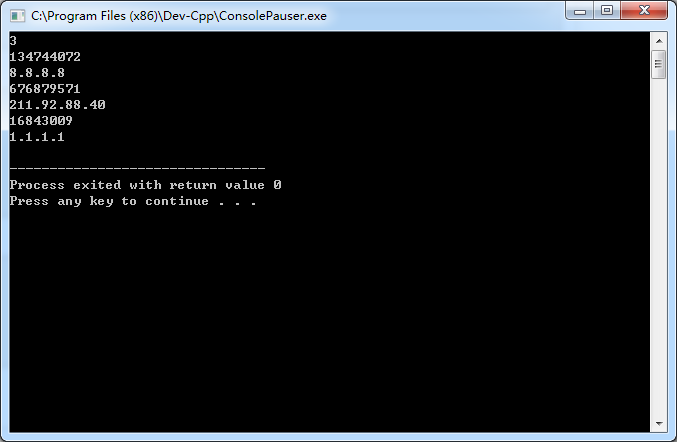 C:\Program Files (x86)\Dev-Cpp\ConsolePauser.exe
3
134744072
8.8.8.8
676879571
211.92.88.40
16843009
1.1.1.1
--------------------------------
Process exited with return value 0
Press any key to continue . . .